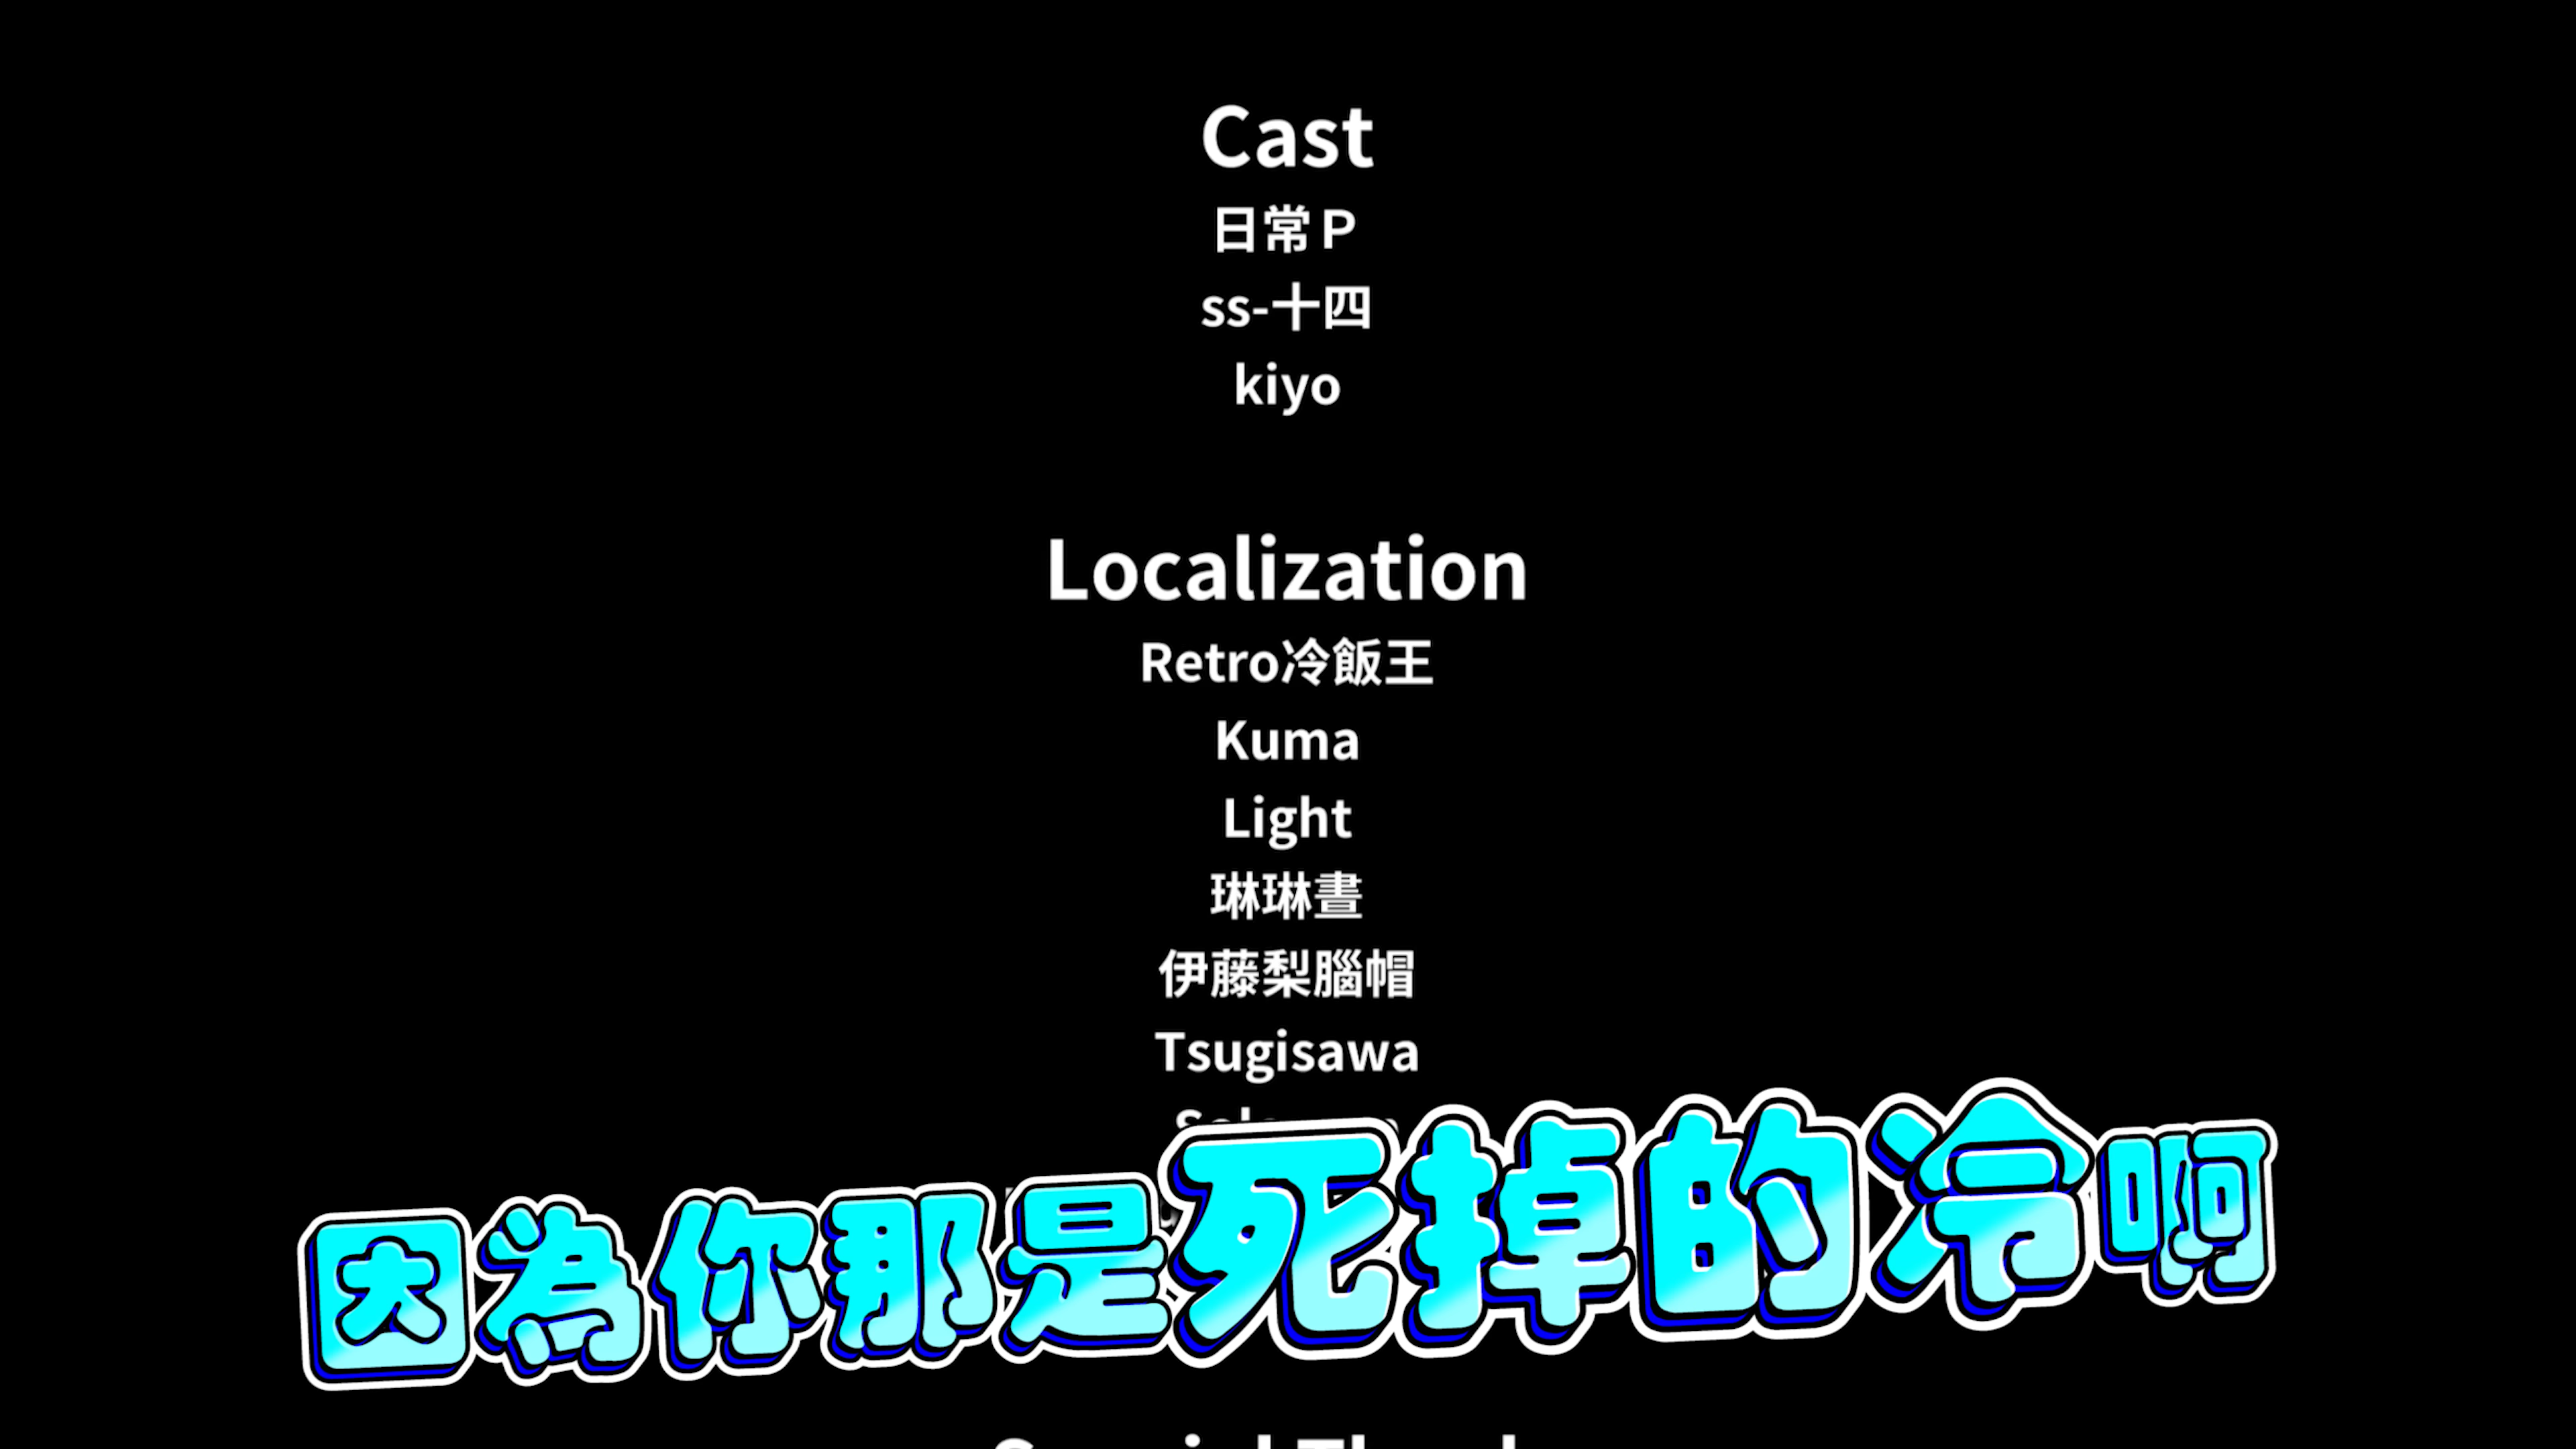 Cast
日常Ｐ
ss-十四
kiyo
Localization
Retro冷飯王
Kuma
Light
琳琳晝
伊藤梨腦帽
Tsugisawa
因為你那是死掉的冷啊